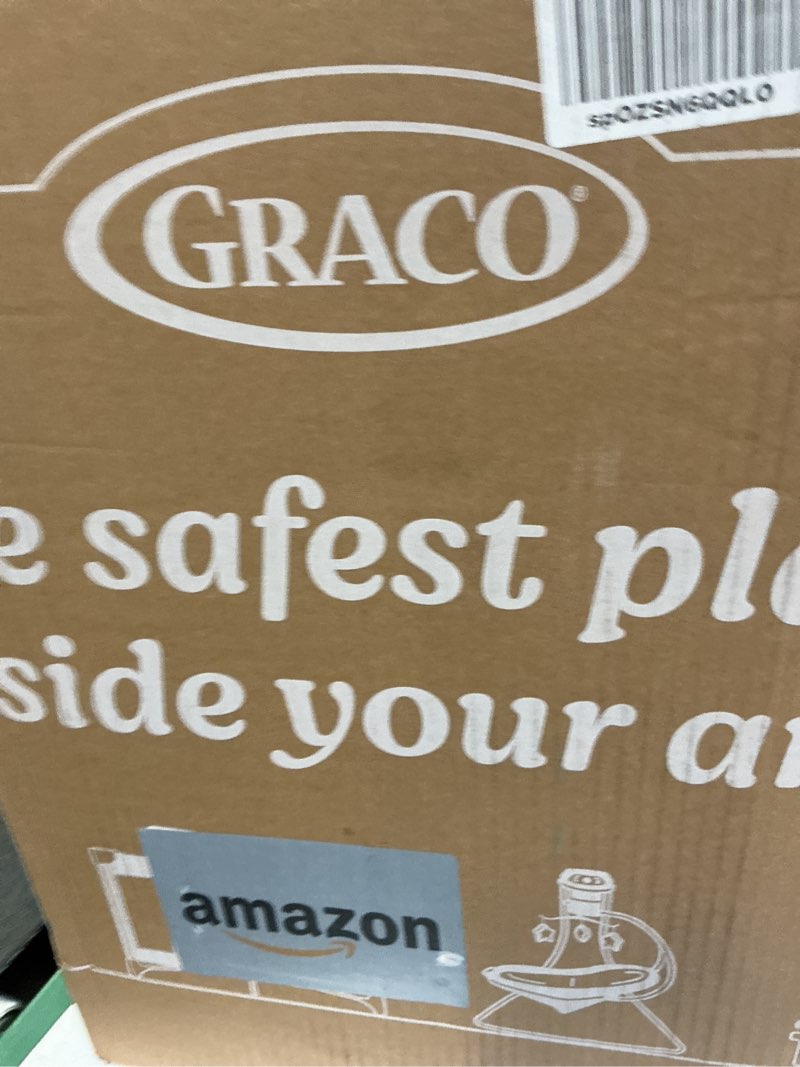 spOZSN6QQLO
GRACO®
e safest pl
side your a
amazon